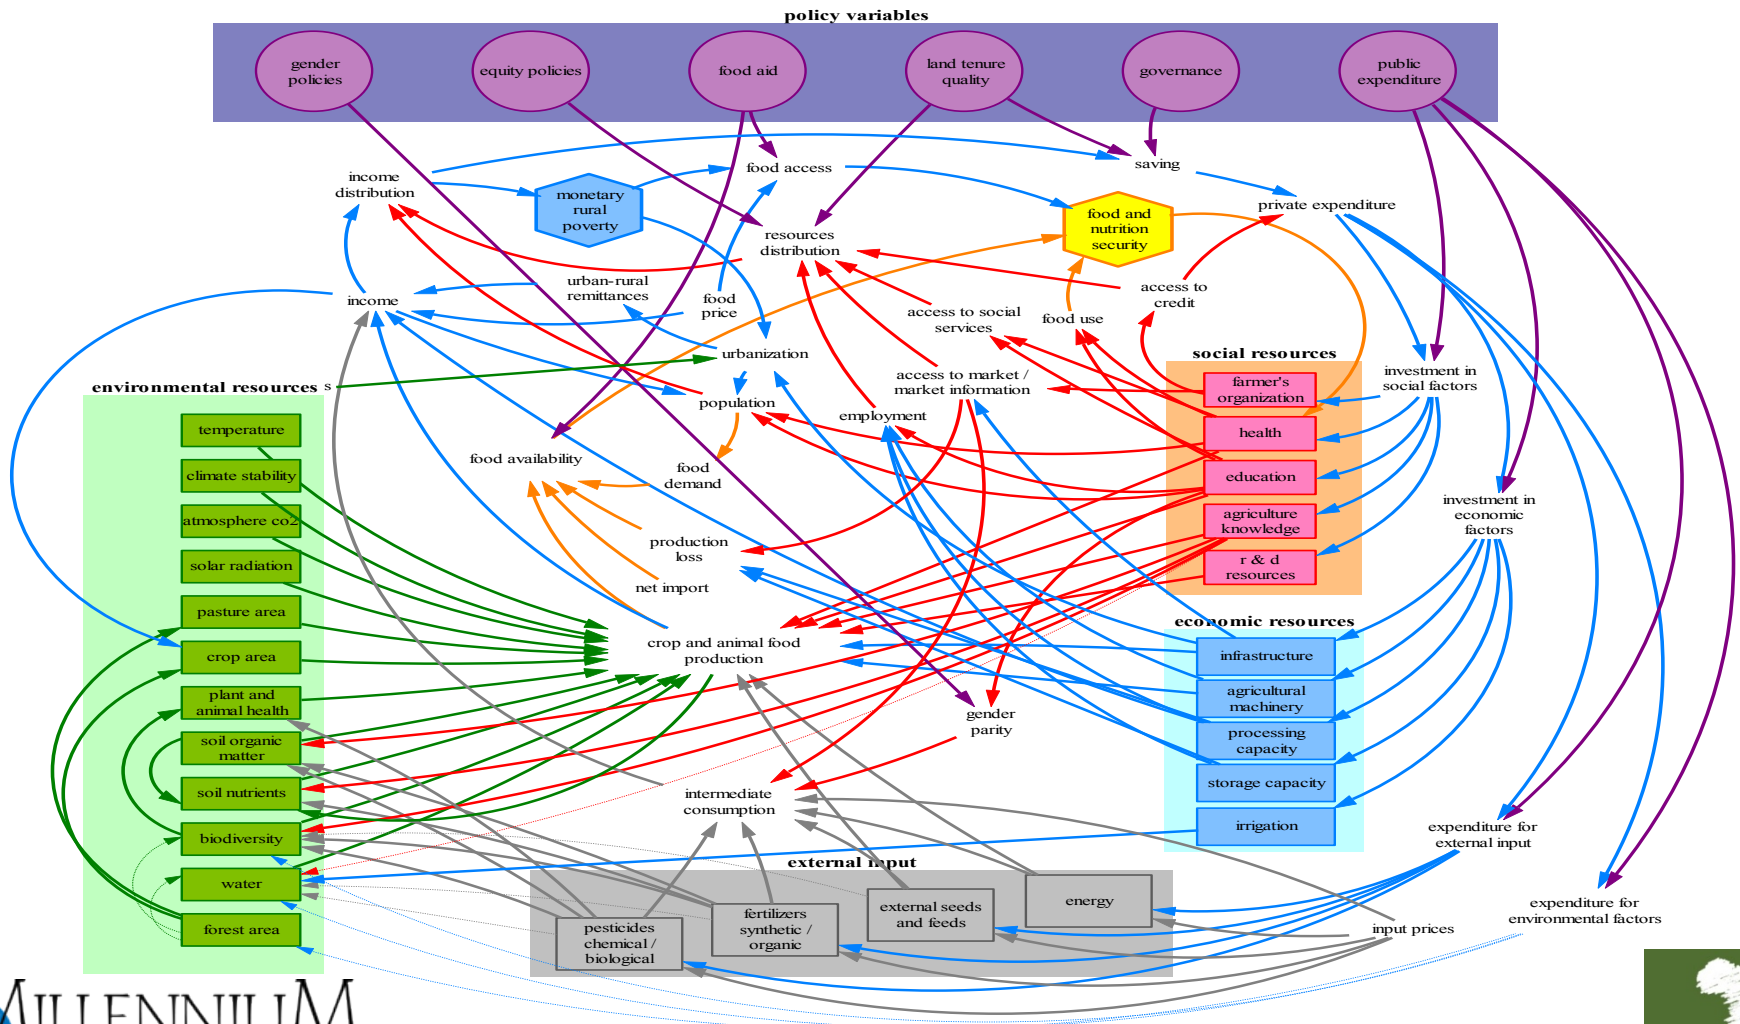 policy variables
gender
policies
equity policies
food aid
land tenure
quality
governance
public
expenditure
saving
food access
income
distribution
monetary
rural
poverty
private expenditure
food and
nutrition
security
resources
distribution
urban-rural
remittances
food
price
access to
credit
income
access to social
services
food use
urbanization
social resources
environmental resources
s
access to market /
market information
investment in
social factors
farmer's
organization
population
employment
temperature
health
food availability
food
demand
climate stability
education
investment in
economic
factors
atmosphere co2
agriculture
knowledge
production
loss
solar radiation
r & d
resources
net import
pasture area
economic resources
crop and animal food
production
crop area
infrastructure
plant and
animal health
agricultural
machinery
gender
parity
soil organic
matter
processing
capacity
soil nutrients
storage capacity
intermediate
consumption
biodiversity
irrigation
expenditure for
external input
external input
water
energy
external seeds
and feeds
fertilizers
synthetic /
organic
expenditure for
environmental factors
forest area
pesticides
chemical /
biological
input prices
MILLENNIUM